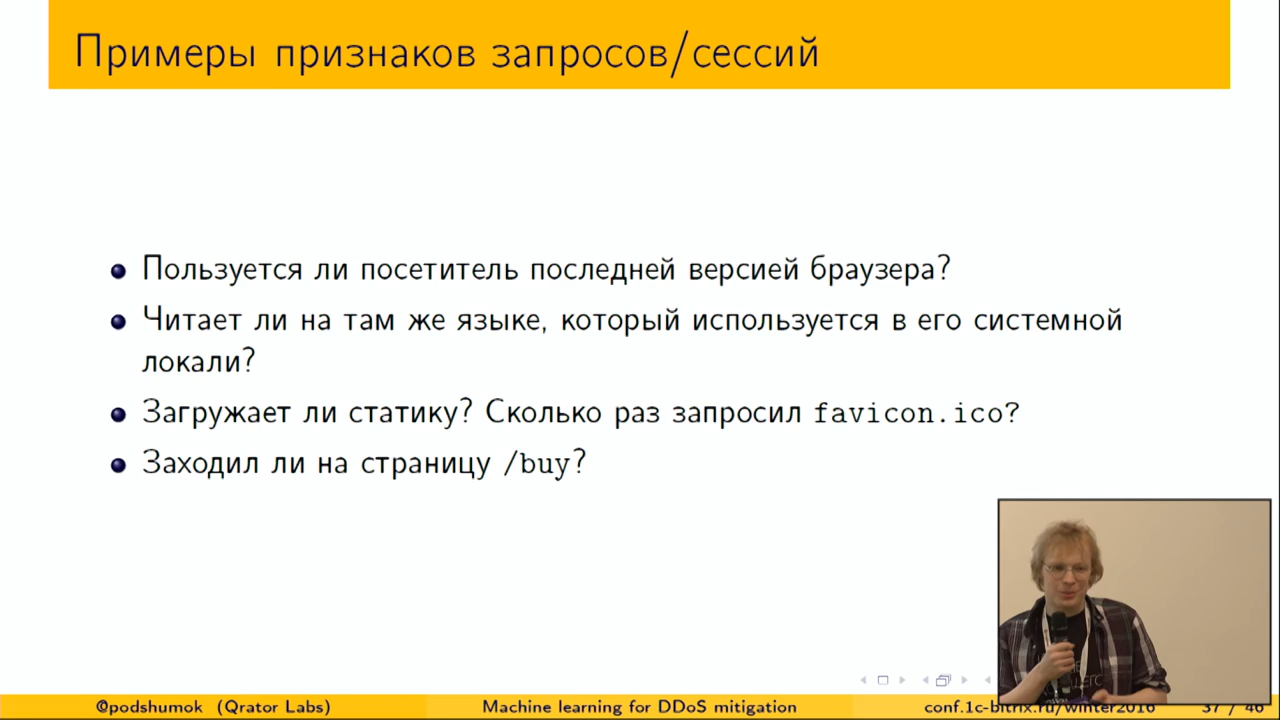 Примеры признаков запросов/сессий
Пользуется ли посетитель последней версией браузера?
Читает ли на там же языке, который используется в его системной
локали?
Загружает ли статику? Сколько раз запросил favicon.ico?
Заходил ли на страницу /buy?
@podshumok (Qrator Labs) Machine learning for DDoS mitigation conf.1c-bitrix.ru/winter2016 37 / 46